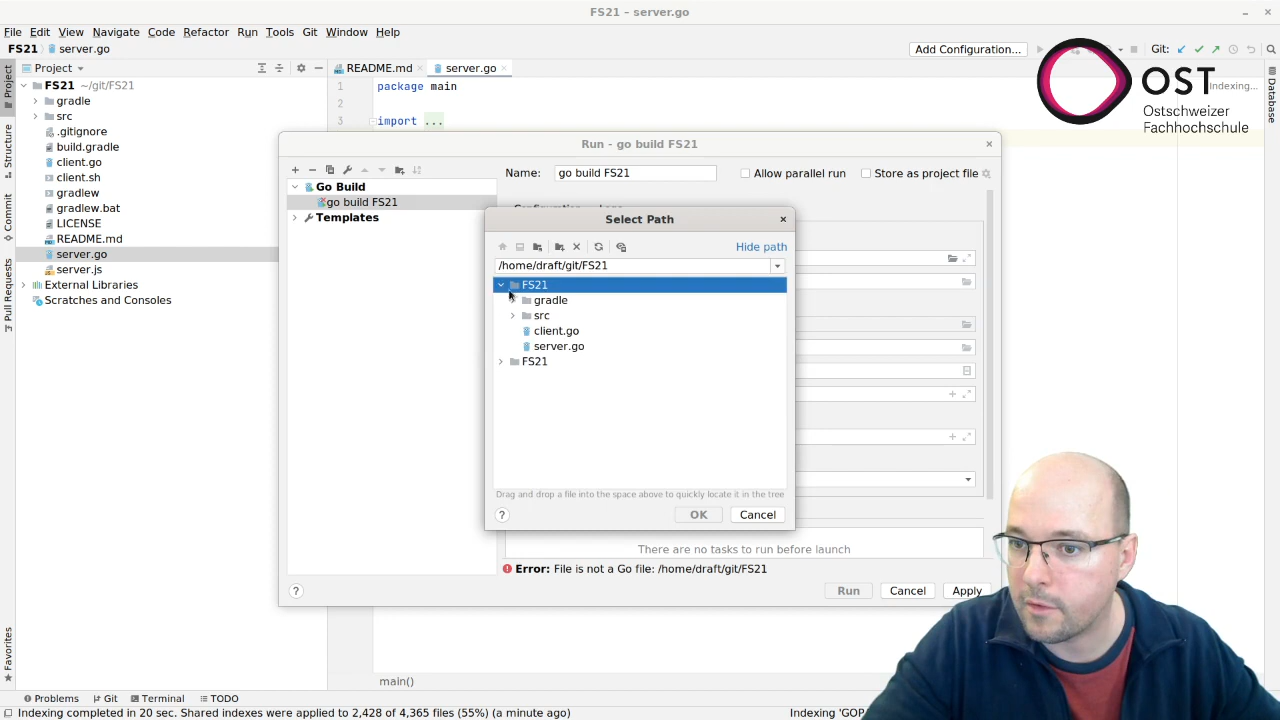 FS21 – server.go
File Edit View Navigate Code Refactor Run Tools Git Window Help
FS21 server.go
Add Configuration...
Git:
Project
README.md
server.go
Indexing...
FS21 ~/git/FS21
gradle
src
.gitignore
build.gradle
client.go
client.sh
gradlew
gradlew.bat
LICENSE
README.md
server.go
server.js
External Libraries
Scratches and Consoles
Project
Structure
Commit
Pull Requests
Favorites
Database
1 package main
2
3 import ...
OST
Ostschweizer
Fachhochschule
Run - go build FS21
Go Build
go build FS21
Templates
Name: go build FS21
Allow parallel run
Store as project file
Select Path
Hide path
/home/draft/git/FS21
FS21
gradle
src
client.go
server.go
FS21
Drag and drop a file into the space above to quickly locate it in the tree
? OK Cancel
There are no tasks to run before launch
Error: File is not a Go file: /home/draft/git/FS21
? Run Cancel Apply
main()
Problems Git Terminal TODO
Indexing completed in 20 sec. Shared indexes were applied to 2,428 of 4,365 files (55%) (a minute ago)
Indexing 'GOP